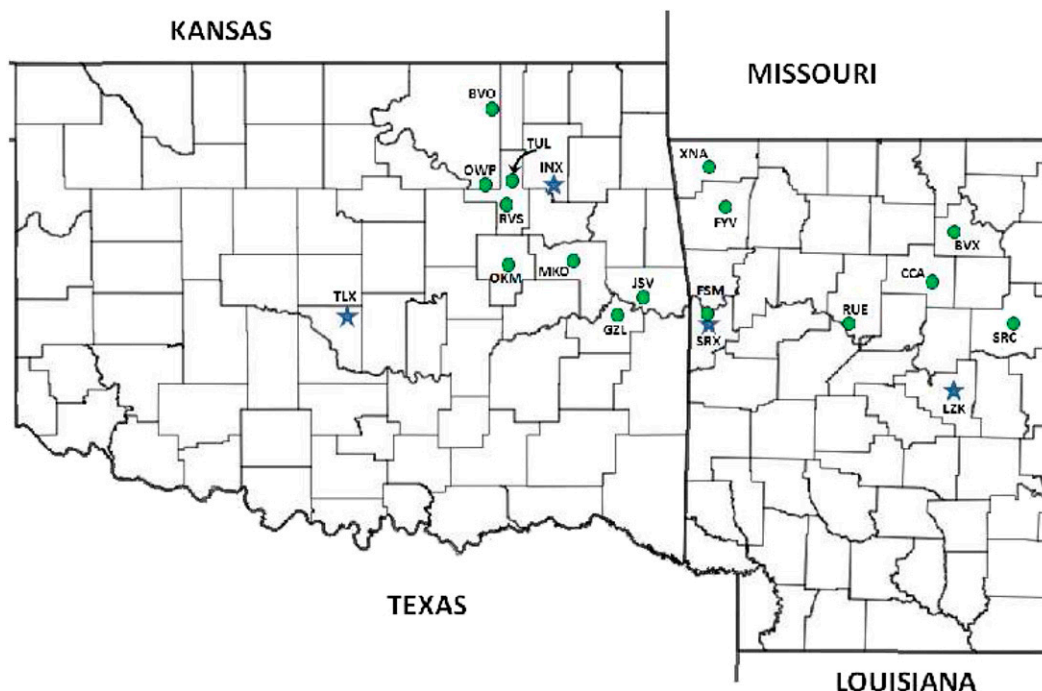 KANSAS
MISSOURI
BVO
TUL
XNA
OWP
INX
RVS
FYV
BVX
OKM
MKO
CCA
JSV
TLX
FSM
RUE
GZL
SRX
SRC
LZK
TEXAS
LOUISIANA